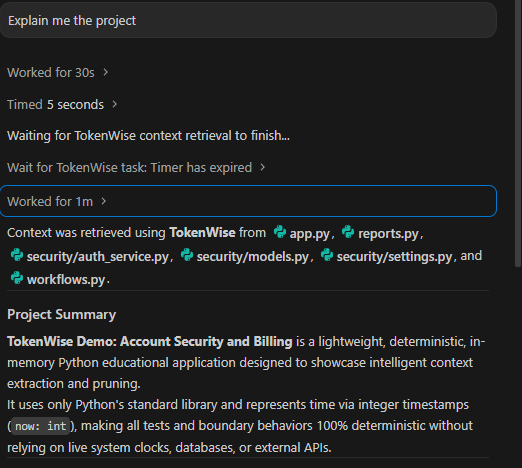 Explain me the project
Worked for 30s >
Timed 5 seconds >
Waiting for TokenWise context retrieval to finish...
Wait for TokenWise task: Timer has expired >
Worked for 1m >
Context was retrieved using TokenWise from app.py, reports.py,
security/auth_service.py, security/models.py, security/settings.py, and
workflows.py.
Project Summary
TokenWise Demo: Account Security and Billing is a lightweight, deterministic, in-
memory Python educational application designed to showcase intelligent context
extraction and pruning.
It uses only Python's standard library and represents time via integer timestamps
(now: int), making all tests and boundary behaviors 100% deterministic without
relying on live system clocks, databases, or external APIs.